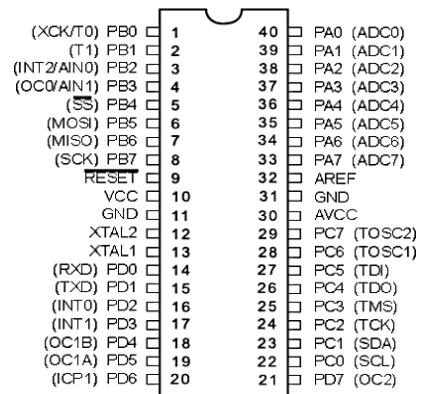 (XCK/T0) PB0 1 40 PA0 (ADC0)
(T1) PB1 2 39 PA1 (ADC1)
(INT2/AIN0) PB2 3 38 PA2 (ADC2)
(OC0/AIN1) PB3 4 37 PA3 (ADC3)
(SS) PB4 5 36 PA4 (ADC4)
(MOSI) PB5 6 35 PA5 (ADC5)
(MISO) PB6 7 34 PA6 (ADC6)
(SCK) PB7 8 33 PA7 (ADC7)
RESET 9 32 AREF
VCC 10 31 GND
GND 11 30 AVCC
XTAL2 12 29 PC7 (TOSC2)
XTAL1 13 28 PC6 (TOSC1)
(RXD) PD0 14 27 PC5 (TDI)
(TXD) PD1 15 26 PC4 (TDO)
(INT0) PD2 16 25 PC3 (TMS)
(INT1) PD3 17 24 PC2 (TCK)
(OC1B) PD4 18 23 PC1 (SDA)
(OC1A) PD5 19 22 PC0 (SCL)
(ICP1) PD6 20 21 PD7 (OC2)